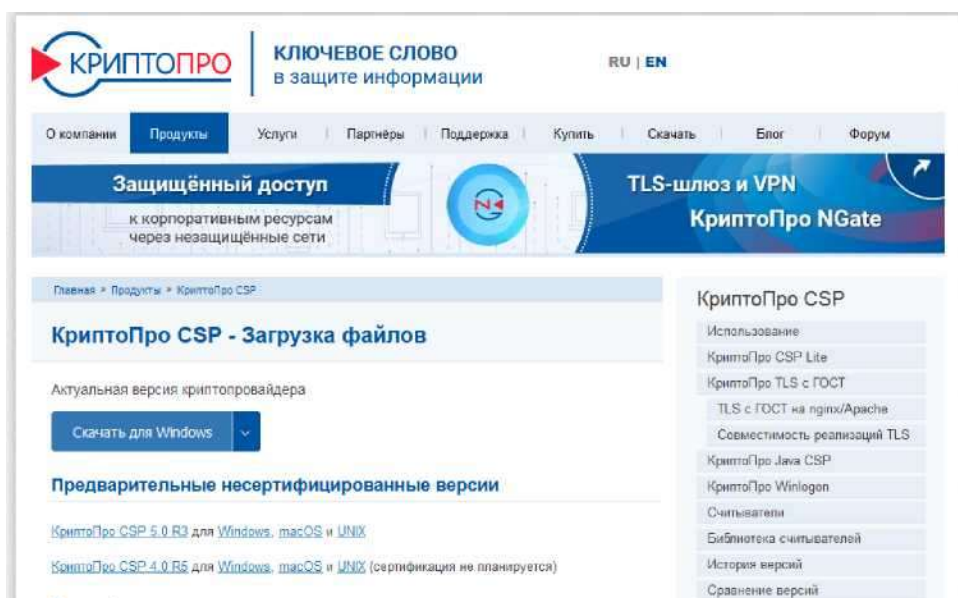 КРИПТОПРО
КЛЮЧЕВОЕ СЛОВО
в защите информации
RU | EN
О компании Продукты Услуги Партнёры Поддержка Купить Скачать Блог Форум
Защищённый доступ
к корпоративным ресурсам
через незащищённые сети
TLS-шлюз и VPN
КриптоПро NGate
Главная » Продукты » КриптоПро CSP
КриптоПро CSP - Загрузка файлов
Актуальная версия криптопровайдера
Скачать для Windows
Предварительные несертифицированные версии
КриптоПро CSP 5.0 R3 для Windows, macOS и UNIX
КриптоПро CSP 4.0 R5 для Windows, macOS и UNIX (сертификация не планируется)
КриптоПро CSP
Использование
КриптоПро CSP Lite
КриптоПро TLS с ГОСТ
TLS с ГОСТ на nginx/Apache
Совместимость реализаций TLS
КриптоПро Java CSP
КриптоПро Winlogon
Считыватели
Библиотека считывателей
История версий
Сравнение версий